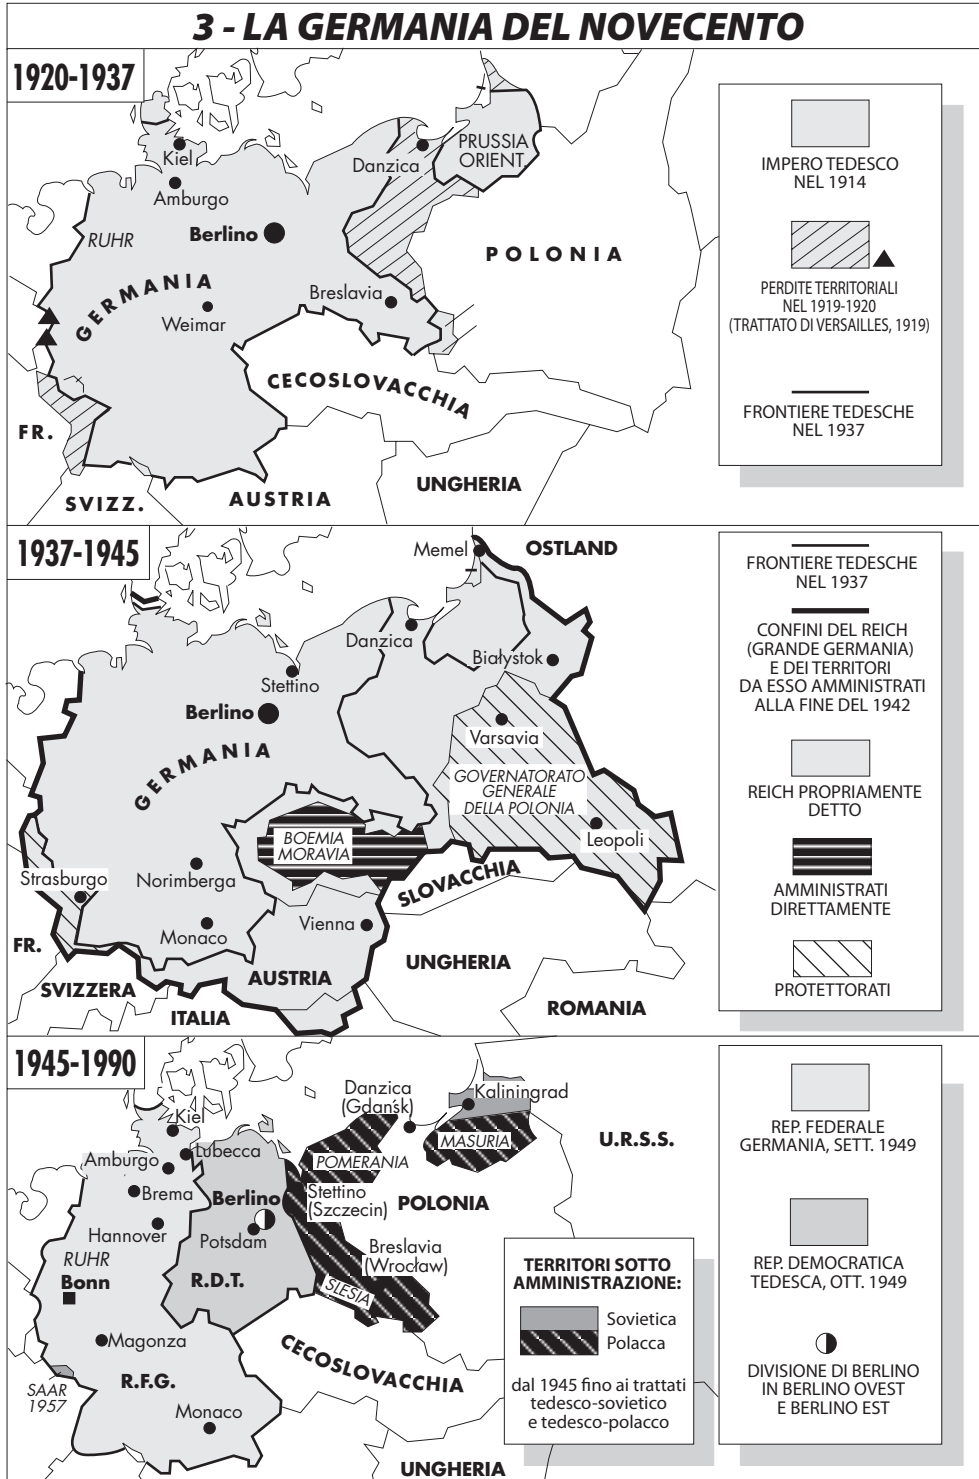 3 - LA GERMANIA DEL NOVECENTO
1920-1937
PRUSSIA
ORIENT.
Kiel
Danzica
Amburgo
RUHR
Berlino
POLONIA
GERMANIA
Breslavia
Weimar
CECOSLOVACCHIA
FR.
UNGHERIA
AUSTRIA
SVIZZ.
IMPERO TEDESCO
NEL 1914
PERDITE TERRITORIALI
NEL 1919-1920
(TRATTATO DI VERSAILLES, 1919)
FRONTIERE TEDESCHE
NEL 1937
1937-1945
Memel
OSTLAND
Danzica
Białystok
Stettino
Berlino
Varsavia
GERMANIA
GOVERNATORATO
GENERALE
DELLA POLONIA
BOEMIA
MORAVIA
Leopoli
Strasburgo
Norimberga
SLOVACCHIA
Vienna
Monaco
FR.
UNGHERIA
AUSTRIA
SVIZZERA
ROMANIA
ITALIA
FRONTIERE TEDESCHE
NEL 1937
CONFINI DEL REICH
(GRANDE GERMANIA)
E DEI TERRITORI
DA ESSO AMMINISTRATI
ALLA FINE DEL 1942
REICH PROPRIAMENTE
DETTO
AMMINISTRATI
DIRETTAMENTE
PROTETTORATI
1945-1990
Danzica
(Gdańsk)
Kaliningrad
Kiel
MASURIA
U.R.S.S.
Lubecca
Amburgo
POMERANIA
Brema
Berlino
Stettino
(Szczecin)
POLONIA
Hannover
Potsdam
Breslavia
(Wrocław)
RUHR
Bonn
R.D.T.
SLESIA
Magonza
CECOSLOVACCHIA
R.F.G.
SAAR
1957
Monaco
UNGHERIA
TERRITORI SOTTO
AMMINISTRAZIONE:
Sovietica
Polacca
dal 1945 fino ai trattati
tedesco-sovietico
e tedesco-polacco
REP. FEDERALE
GERMANIA, SETT. 1949
REP. DEMOCRATICA
TEDESCA, OTT. 1949
DIVISIONE DI BERLINO
IN BERLINO OVEST
E BERLINO EST